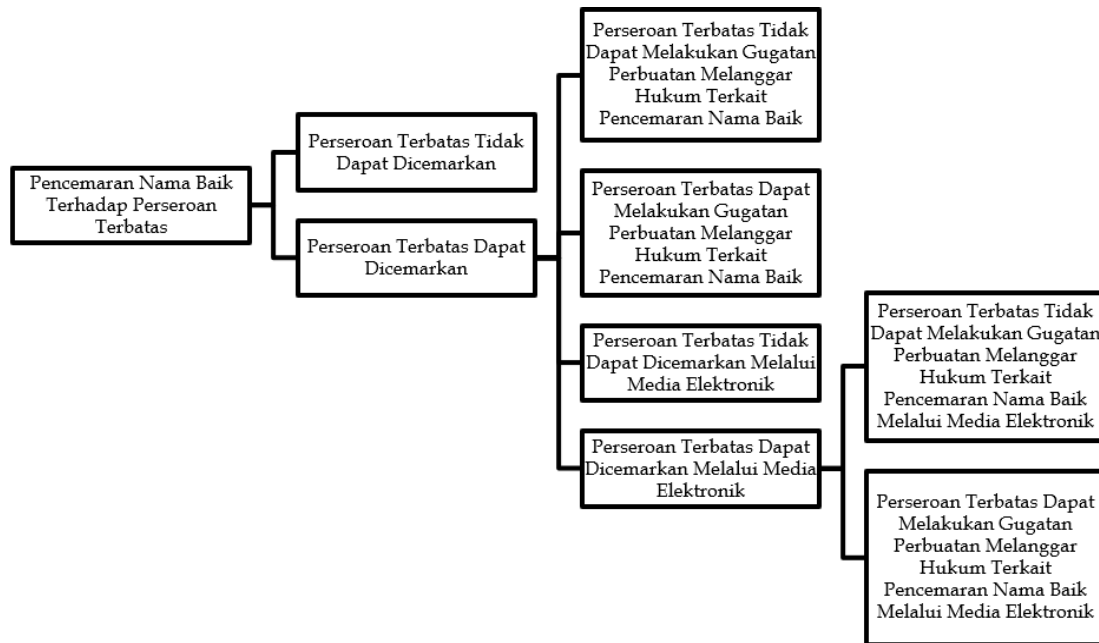 Pencemaran Nama Baik
Terhadap Perseroan
Terbatas
Perseroan Terbatas Tidak
Dapat Dicemarkan
Perseroan Terbatas Dapat
Dicemarkan
Perseroan Terbatas Tidak
Dapat Melakukan Gugatan
Perbuatan Melanggar
Hukum Terkait
Pencemaran Nama Baik
Perseroan Terbatas Dapat
Melakukan Gugatan
Perbuatan Melanggar
Hukum Terkait
Pencemaran Nama Baik
Perseroan Terbatas Tidak
Dapat Dicemarkan Melalui
Media Elektronik
Perseroan Terbatas Dapat
Dicemarkan Melalui Media
Elektronik
Perseroan Terbatas Tidak
Dapat Melakukan Gugatan
Perbuatan Melanggar
Hukum Terkait
Pencemaran Nama Baik
Melalui Media Elektronik
Perseroan Terbatas Dapat
Melakukan Gugatan
Perbuatan Melanggar
Hukum Terkait
Pencemaran Nama Baik
Melalui Media Elektronik